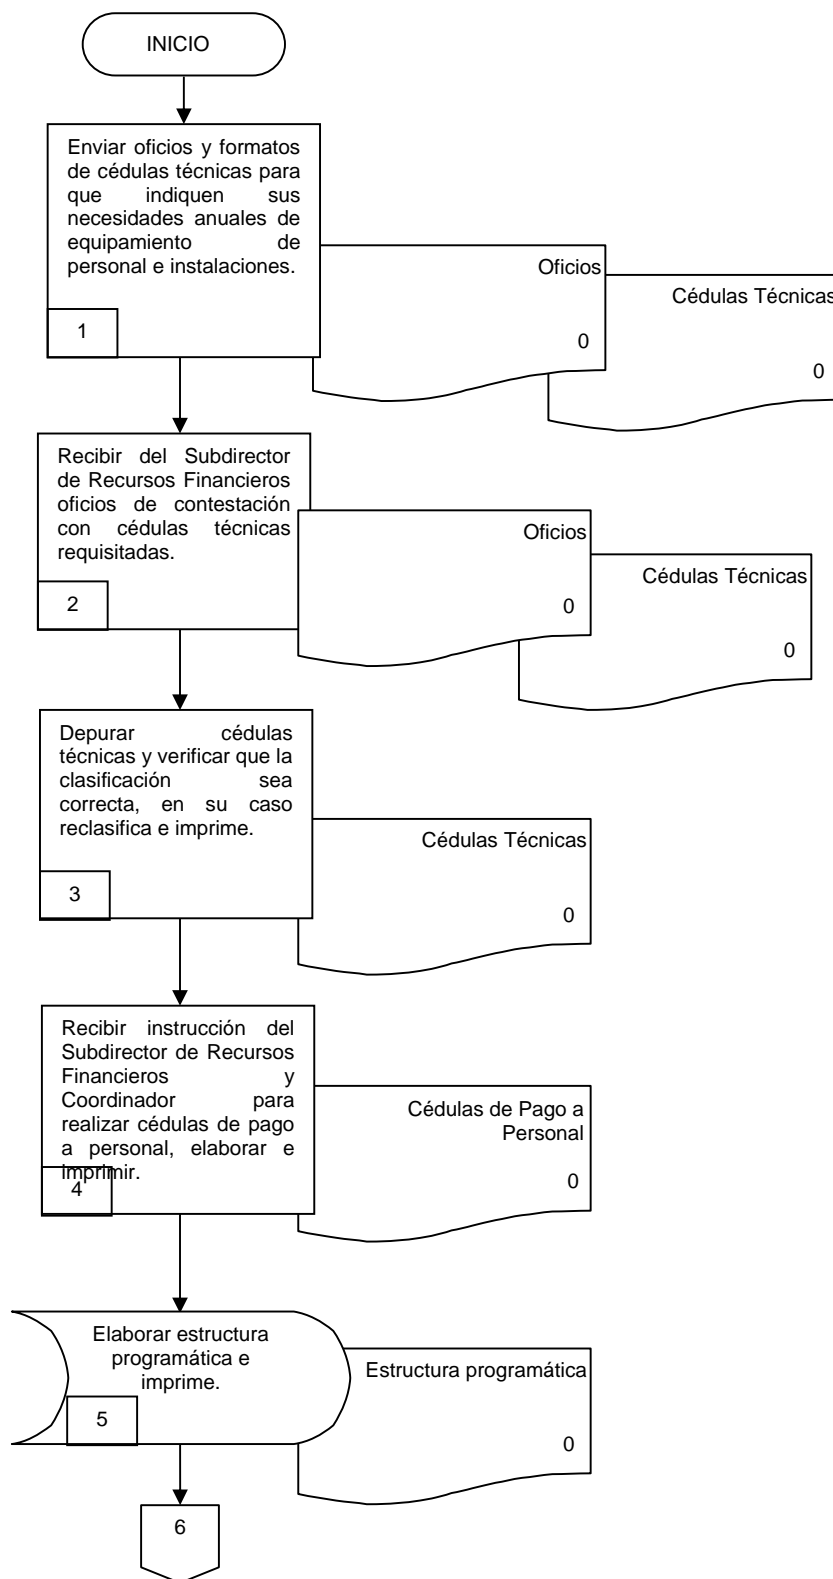 INICIO
Enviar oficios y formatos
de cédulas técnicas para
que indiquen sus
necesidades anuales de
equipamiento de
personal e instalaciones.
1
Oficios
0
Cédulas Técnicas
0
Recibir del Subdirector
de Recursos Financieros
oficios de contestación
con cédulas técnicas
requisitadas.
2
Oficios
0
Cédulas Técnicas
0
Depurar cédulas
técnicas y verificar que la
clasificación sea
correcta, en su caso
reclasifica e imprime.
3
Cédulas Técnicas
0
Recibir instrucción del
Subdirector de Recursos
Financieros y
Coordinador para
realizar cédulas de pago
a personal, elaborar e
imprimir.
4
Cédulas de Pago a
Personal
0
Elaborar estructura
programática e
imprime.
5
Estructura programática
0
6